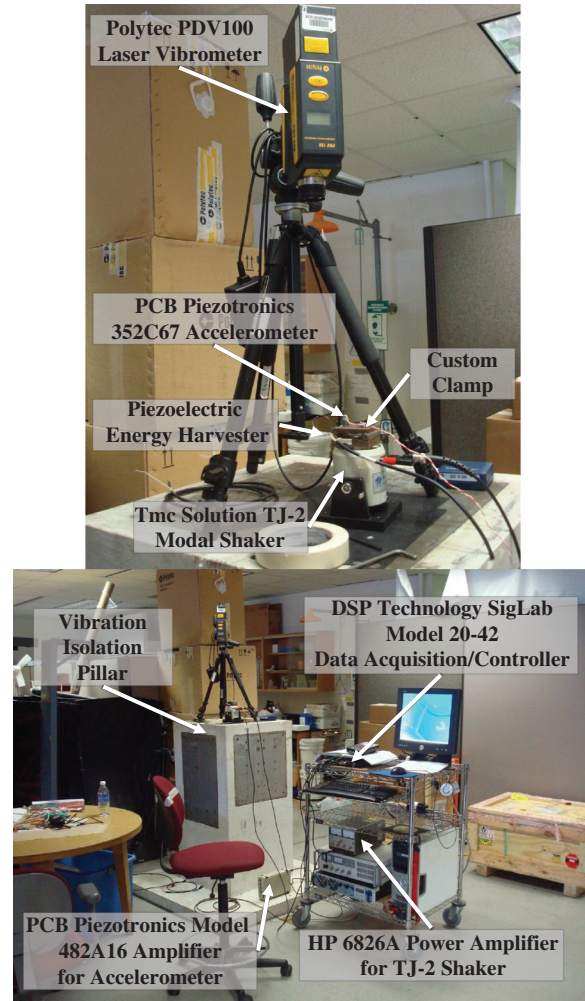 Polytec PDV100
Laser Vibrometer
Polytec
PCB Piezotronics
352C67 Accelerometer
Custom
Clamp
Piezoelectric
Energy Harvester
Tmc Solution TJ-2
Modal Shaker
Vibration
Isolation
Pillar
DSP Technology SigLab
Model 20-42
Data Acquisition/Controller
PCB Piezotronics Model
482A16 Amplifier
for Accelerometer
HP 6826A Power Amplifier
for TJ-2 Shaker